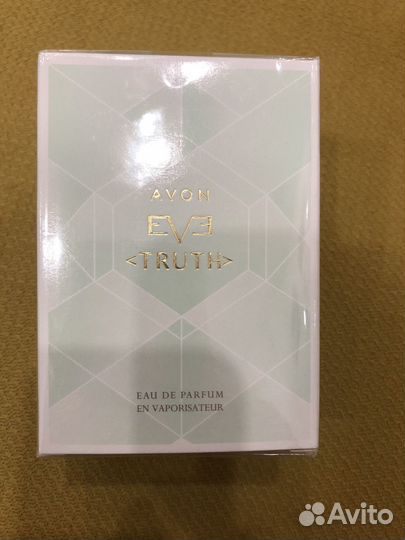 AVON
EVE
<TRUTH>
EAU DE PARFUM
EN VAPORISATEUR
Avito